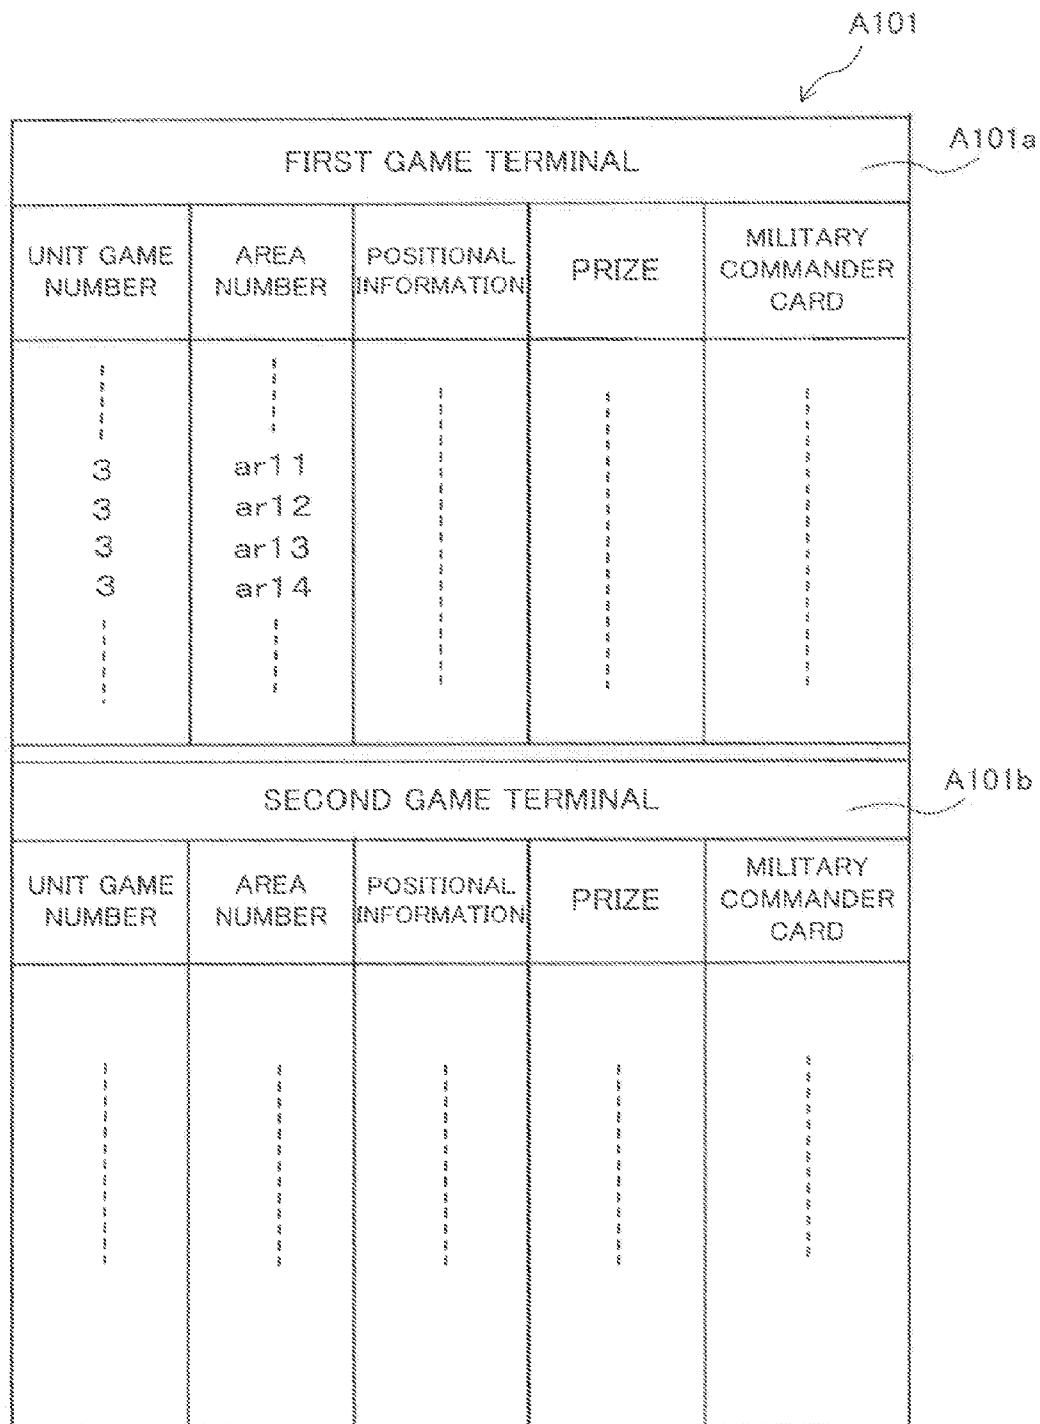 A101
A101a
FIRST GAME TERMINAL
UNIT GAME NUMBER
AREA NUMBER
POSITIONAL INFORMATION
PRIZE
MILITARY COMMANDER CARD
3 ar11
3 ar12
3 ar13
3 ar14
A101b
SECOND GAME TERMINAL
UNIT GAME NUMBER
AREA NUMBER
POSITIONAL INFORMATION
PRIZE
MILITARY COMMANDER CARD